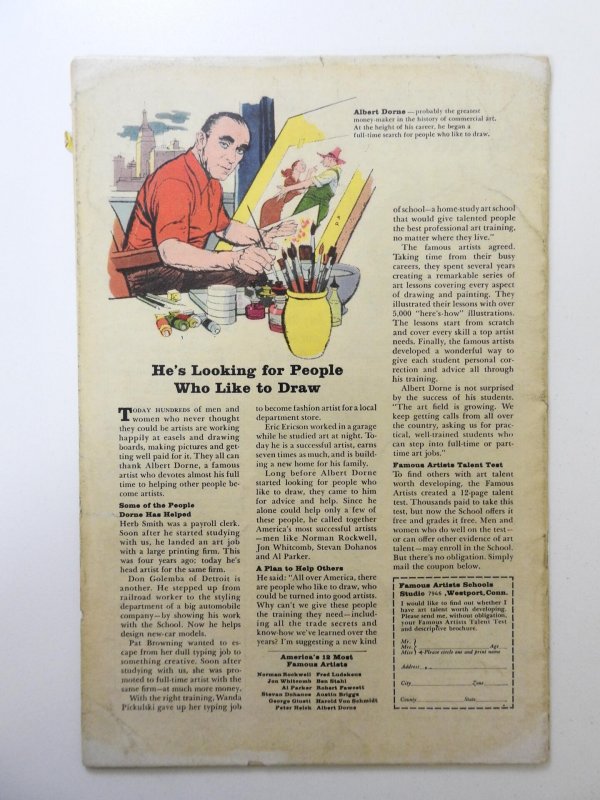 Albert Dorne — probably the greatest
money-maker in the history of commercial art.
At the height of his career, he began a
full-time search for people who like to draw.
He's Looking for People
Who Like to Draw
TODAY HUNDREDS of men and
women who never thought
they could be artists are working
happily at easels and drawing
boards, making pictures and get-
ting well paid for it. They all can
thank Albert Dorne, a famous
artist who devotes almost his full
time to helping other people be-
come artists.
Some of the People
Dorne Has Helped
Herb Smith was a payroll clerk.
Soon after he started studying
with us, he landed an art job
with a large printing firm. This
was four years ago: today he's
head artist for the same firm.
Don Golemba of Detroit is
another. He stepped up from
railroad worker to the styling
department of a big automobile
company—by showing his work
with the School. Now he helps
design new-car models.
Pat Browning wanted to es-
cape from her dull typing job to
something creative. Soon after
studying with us, she was pro-
moted to full-time artist with the
same firm—at much more money.
With the right training, Wanda
Pickulski gave up her typing job
to become fashion artist for a local
department store.
Eric Ericson worked in a garage
while he studied art at night. To-
day he is a successful artist, earns
seven times as much, and is build-
ing a new home for his family.
Long before Albert Dorne
started looking for people who
like to draw, they came to him
for advice and help. Since he
alone could help only a few of
these people, he called together
America's most successful artists
—men like Norman Rockwell,
Jon Whitcomb, Stevan Dohanos
and Al Parker.
A Plan to Help Others
He said: "All over America, there
are people who like to draw, who
could be turned into good artists.
Why can't we give these people
the training they need—includ-
ing all the trade secrets and
know-how we've learned over the
years? I'm suggesting a new kind
America's 12 Most
Famous Artists
Norman Rockwell Fred Ludekens
Jon Whitcomb Ben Stahl
Al Parker Robert Fawcett
Stevan Dohanos Austin Briggs
George Giusti Harold Von Schmidt
Peter Helck Albert Dorne
of school—a home-study art school
that would give talented people
the best professional art training,
no matter where they live."
The famous artists agreed.
Taking time from their busy
careers, they spent several years
creating a remarkable series of
art lessons covering every aspect
of drawing and painting. They
illustrated their lessons with over
5,000 "here's-how" illustrations.
The lessons start from scratch
and cover every skill a top artist
needs. Finally, the famous artists
developed a wonderful way to
give each student personal cor-
rection and advice all through
his training.
Albert Dorne is not surprised
by the success of his students.
"The art field is growing. We
keep getting calls from all over
the country, asking us for prac-
tical, well-trained students who
can step into full-time or part-
time art jobs."
Famous Artists Talent Test
To find others with art talent
worth developing, the Famous
Artists created a 12-page talent
test. Thousands paid to take this
test, but now the School offers it
free and grades it free. Men and
women who do well on the test—
or can offer other evidence of art
talent—may enroll in the School.
But there's no obligation. Simply
mail the coupon below.
Famous Artists Schools
Studio 7945, Westport, Conn.
I would like to find out whether I
have art talent worth developing.
Please send me, without obligation,
your Famous Artists Talent Test
and descriptive brochure.
Mr.
Mrs. Age
Miss Please circle one and print name
Address
City Zone
County State